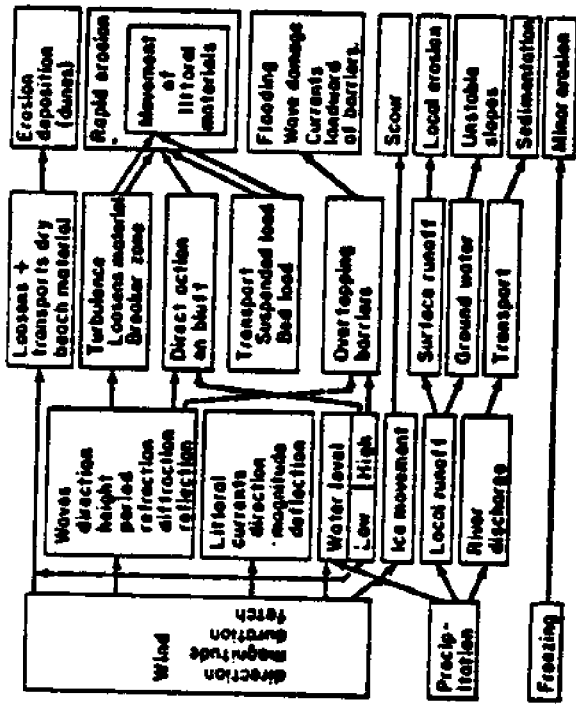 Wind
direction
magnitude
duration
fetch
Precip-
itation
Freezing
Waves
direction
height
period
refraction
diffraction
reflection
Littoral
currents
direction
magnitude
deflection
Water level
Low
High
Ice movement
Local runoff
River
discharge
Loosens +
transports dry
beach material
Turbulence
Loosens material
Breaker zone
Direct action
on bluff
Transport
Suspended load
Bed load
Overtopping
barriers
Surface runoff
Ground water
Transport
Erosion
deposition
(dunes)
Rapid erosion
Movement
of
littoral
materials
Flooding
Wave damage
Currents
landward
of barriers.
Scour
Local erosion
Unstable
slopes
Sedimentation
Minor erosion